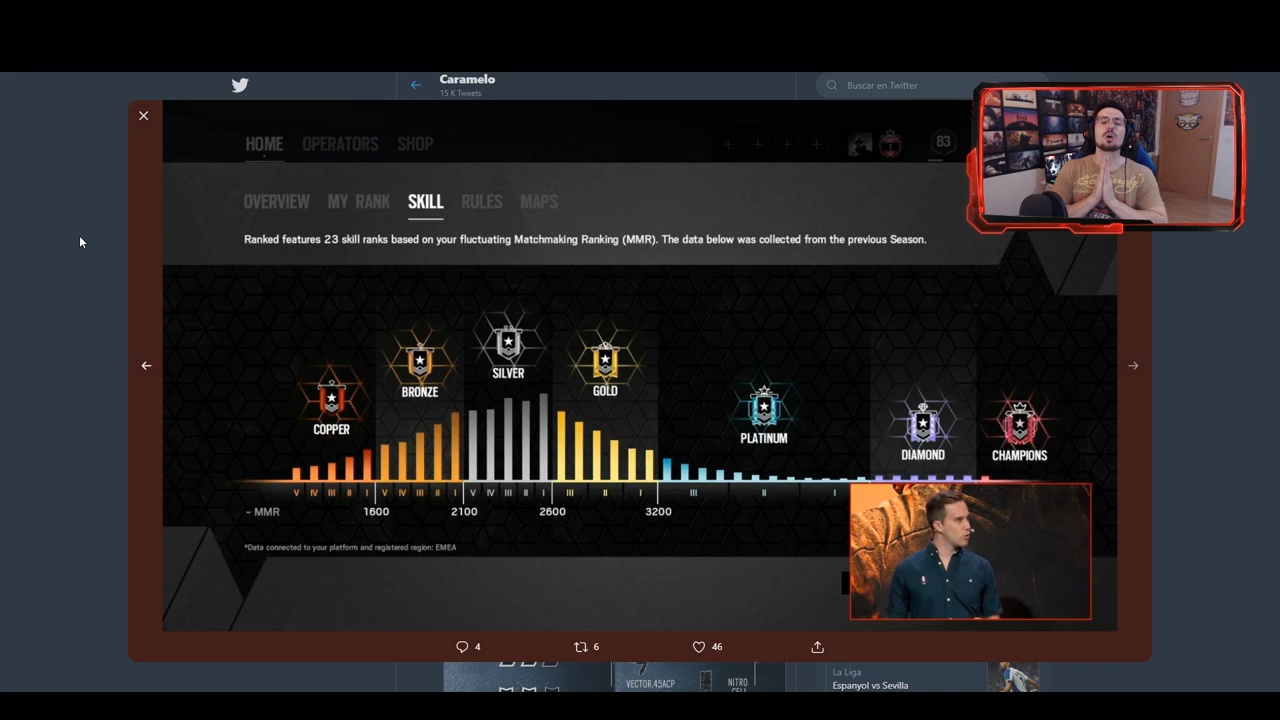 Caramelo
15 K Tweets
Buscar en Twitter
HOME OPERATORS SHOP
83
OVERVIEW MY RANK SKILL RULES MAPS
Ranked features 23 skill ranks based on your fluctuating Matchmaking Ranking (MMR). The data below was collected from the previous Season.
SILVER
BRONZE GOLD
COPPER PLATINUM
DIAMOND CHAMPIONS
V IV III II I V IV III II I V IV III II I III II I III II I
- MMR 1600 2100 2600 3200
*Data connected to your platform and registered region: EMEA
4 6 46
La Liga
VECTOR.45ACP NITRO CELL
Espanyol vs Sevilla